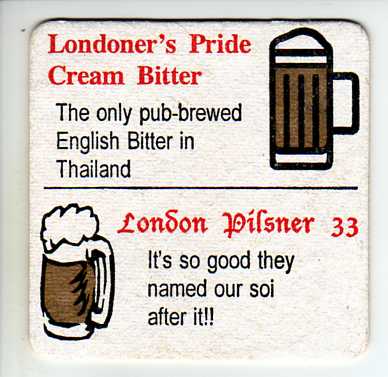 Londoner's Pride
Cream Bitter
The only pub-brewed
English Bitter in
Thailand
London Pilsner 33
It's so good they
named our soi
after it!!